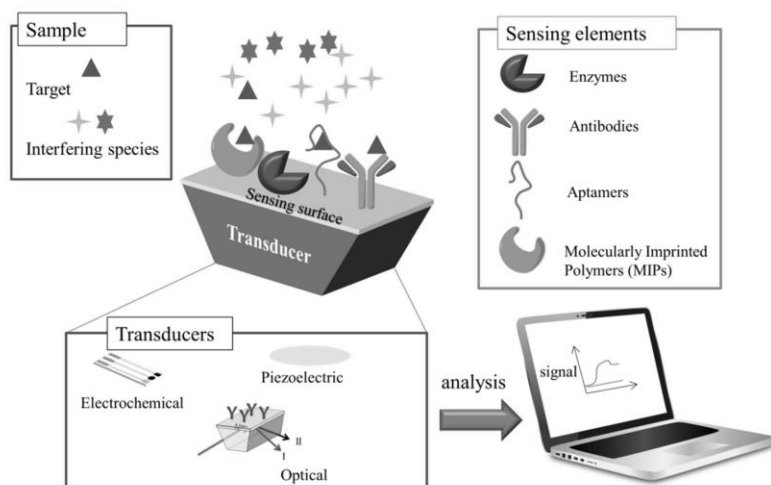 Sample
Target
Interfering species
Sensing elements
Enzymes
Antibodies
Aptamers
Molecularly Imprinted
Polymers (MIPs)
Sensing surface
Transducer
Transducers
Electrochemical
Piezoelectric
II
I
Optical
analysis
signal